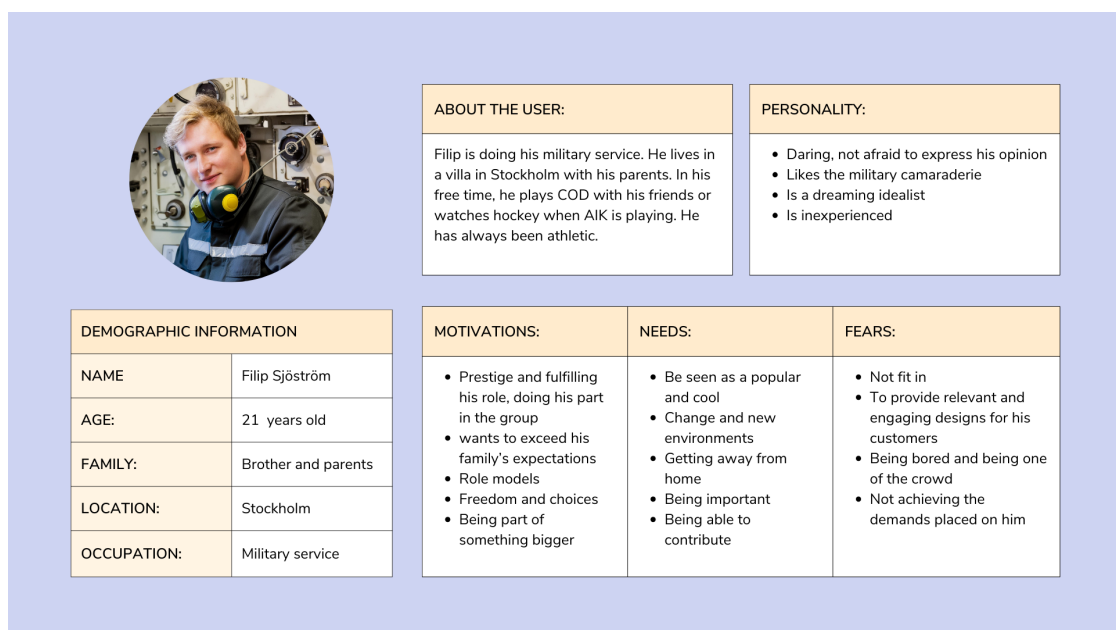 ABOUT THE USER:
Filip is doing his military service. He lives in
a villa in Stockholm with his parents. In his
free time, he plays COD with his friends or
watches hockey when AIK is playing. He
has always been athletic.
PERSONALITY:
• Daring, not afraid to express his opinion
• Likes the military camaraderie
• Is a dreaming idealist
• Is inexperienced
DEMOGRAPHIC INFORMATION
NAME Filip Sjöström
AGE: 21 years old
FAMILY: Brother and parents
LOCATION: Stockholm
OCCUPATION: Military service
MOTIVATIONS:
• Prestige and fulfilling
his role, doing his part
in the group
• wants to exceed his
family's expectations
• Role models
• Freedom and choices
• Being part of
something bigger
NEEDS:
• Be seen as a popular
and cool
• Change and new
environments
• Getting away from
home
• Being important
• Being able to
contribute
FEARS:
• Not fit in
• To provide relevant and
engaging designs for his
customers
• Being bored and being one
of the crowd
• Not achieving the
demands placed on him